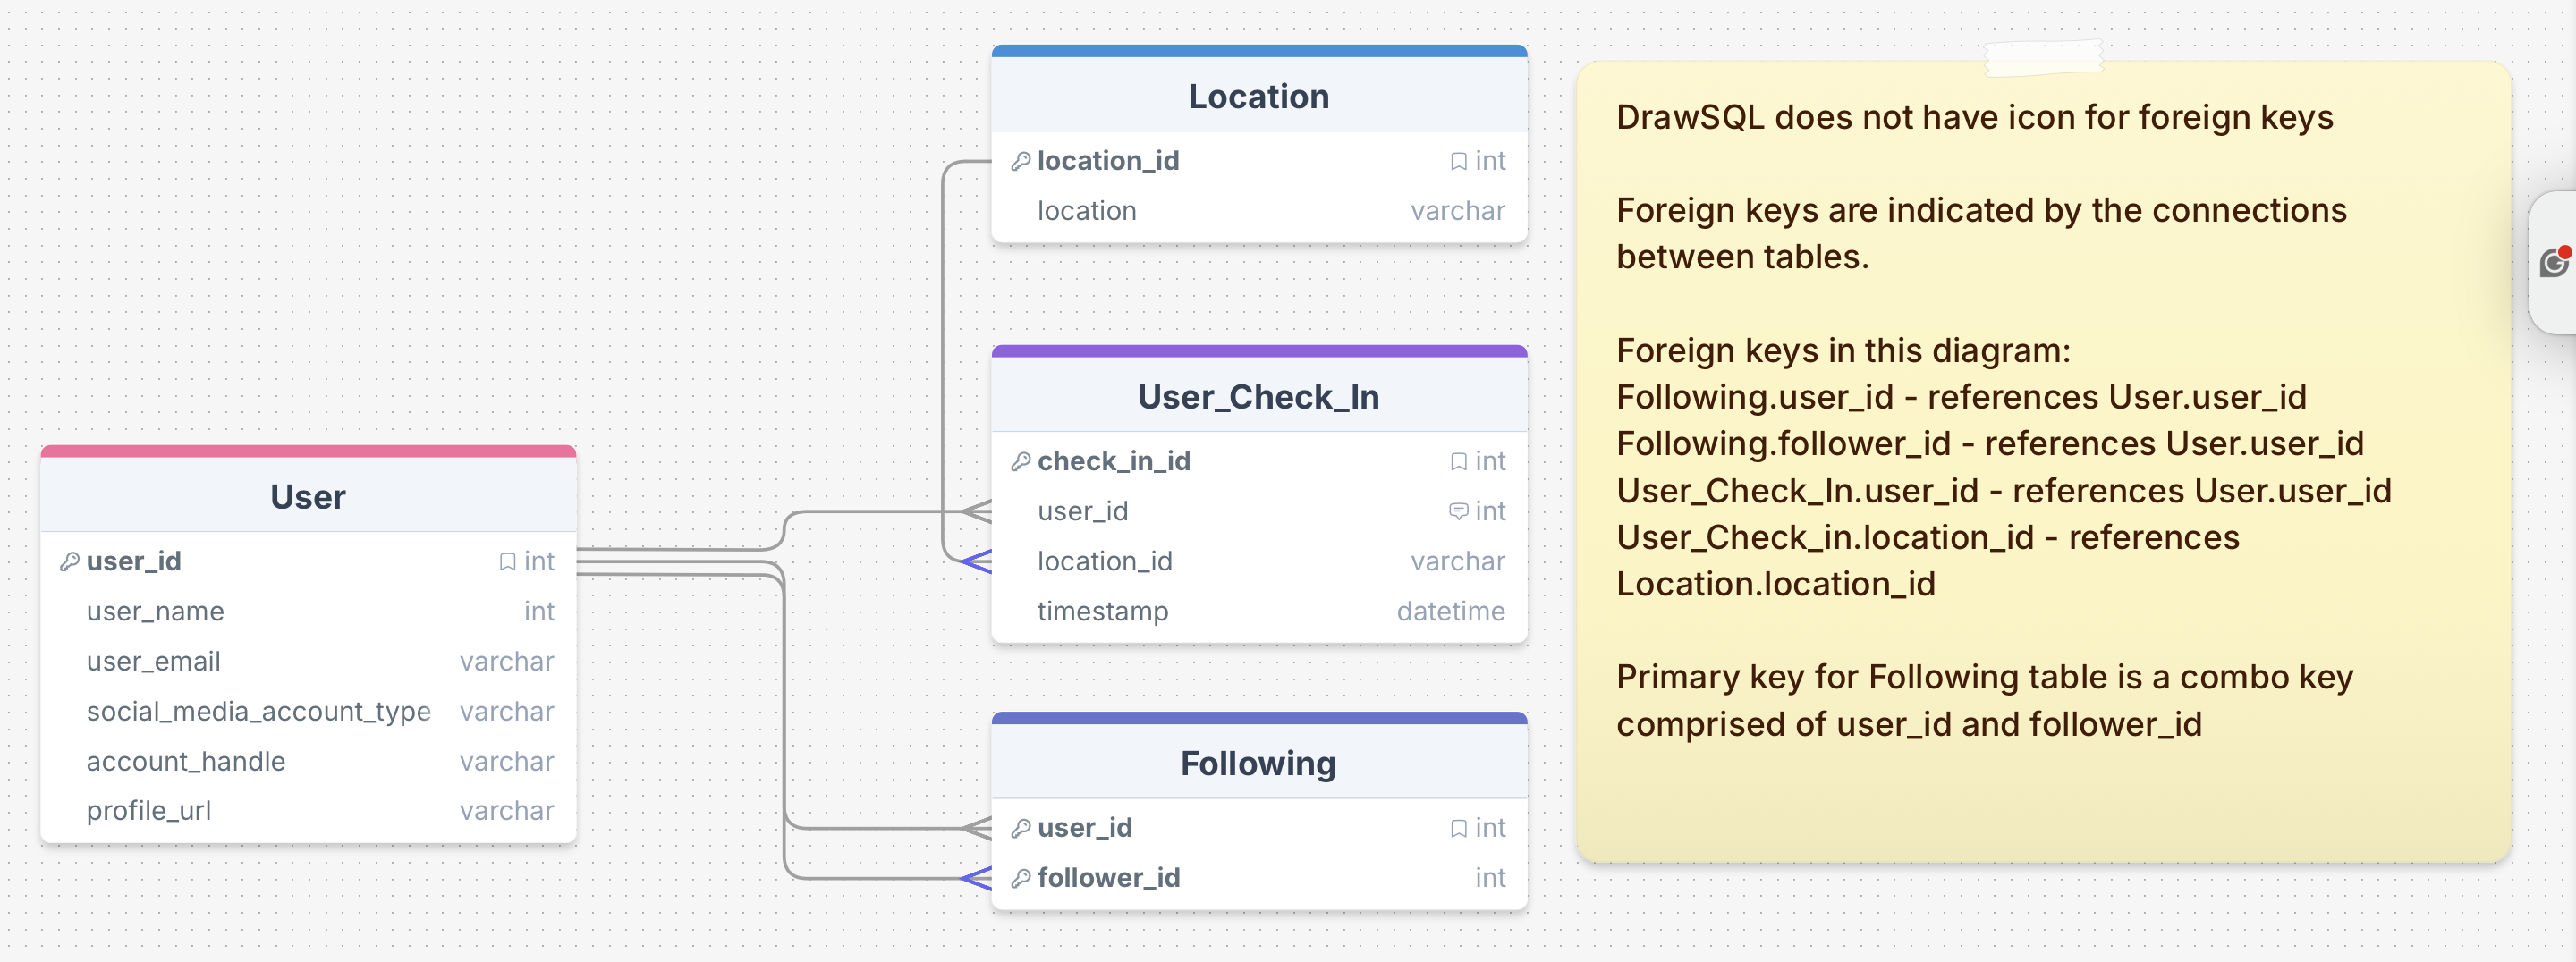 Location
location_id int
location varchar
User_Check_In
check_in_id int
user_id int
location_id varchar
timestamp datetime
User
user_id int
user_name int
user_email varchar
social_media_account_type varchar
account_handle varchar
profile_url varchar
Following
user_id int
follower_id int
DrawSQL does not have icon for foreign keys
Foreign keys are indicated by the connections
between tables.
Foreign keys in this diagram:
Following.user_id - references User.user_id
Following.follower_id - references User.user_id
User_Check_In.user_id - references User.user_id
User_Check_in.location_id - references
Location.location_id
Primary key for Following table is a combo key
comprised of user_id and follower_id